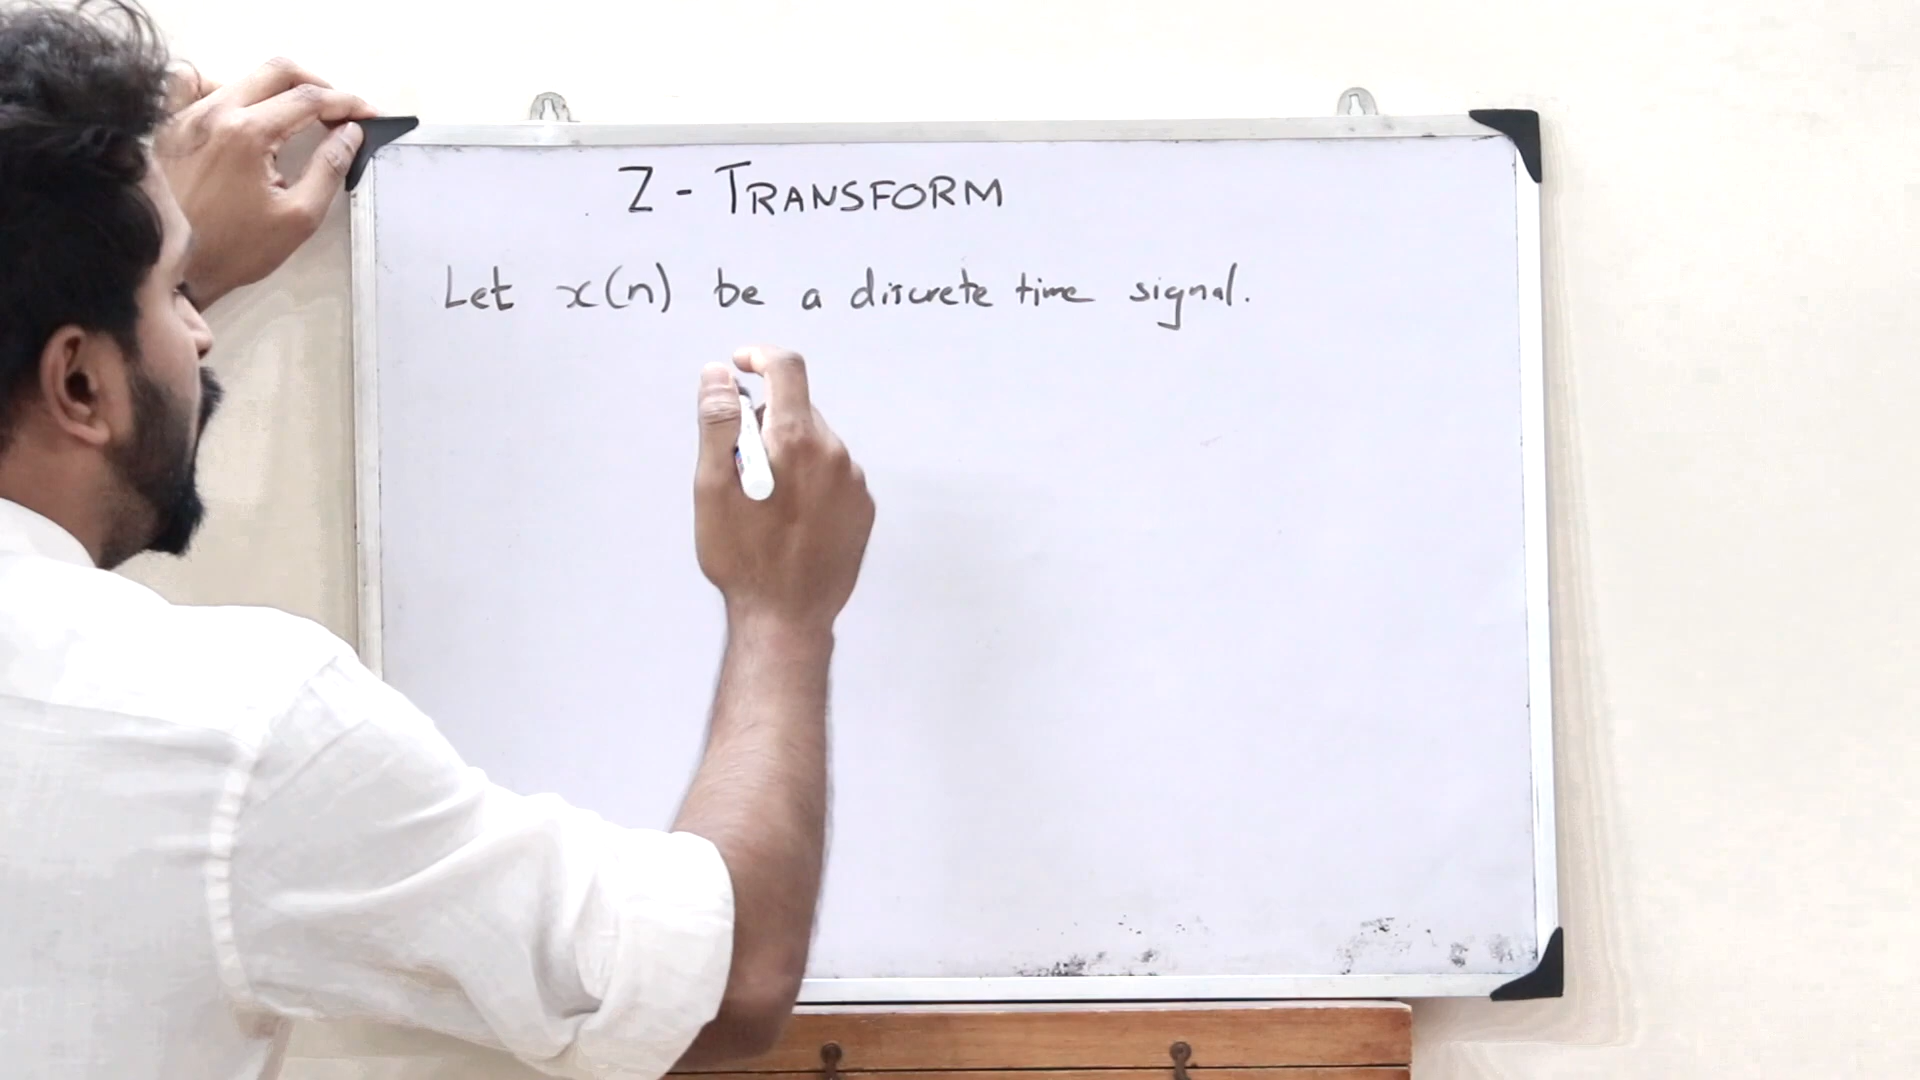 Z - TRANSFORM
Let x(n) be a discrete time signal.